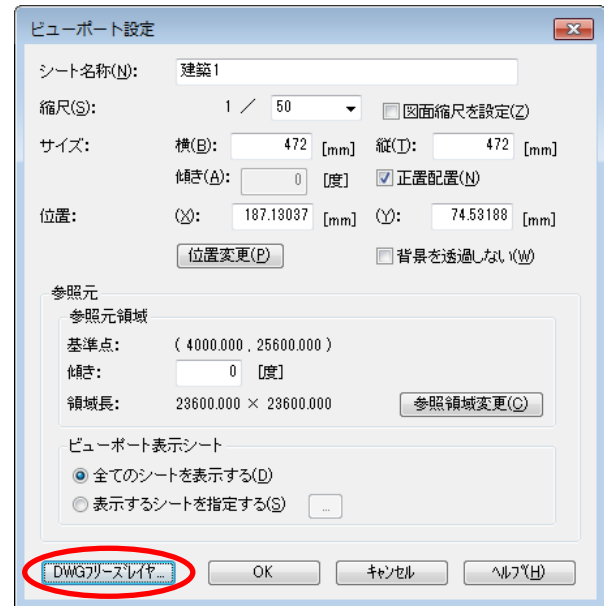 ビューポート設定
シート名称(N): 建築1
縮尺(S): 1 / 50 図面縮尺を設定(Z)
サイズ: 横(B): 472 [mm] 縦(T): 472 [mm]
傾き(A): 0 [度] 正置配置(N)
位置: (X): 187.13037 [mm] (Y): 74.53188 [mm]
位置変更(P) 背景を透過しない(W)
参照元
参照元領域
基準点: ( 4000.000 , 25600.000 )
傾き: 0 [度]
領域長: 23600.000 × 23600.000 参照領域変更(C)
ビューポート表示シート
全てのシートを表示する(D)
表示するシートを指定する(S) ...
DWGフリーズレイヤ... OK キャンセル ヘルプ(H)